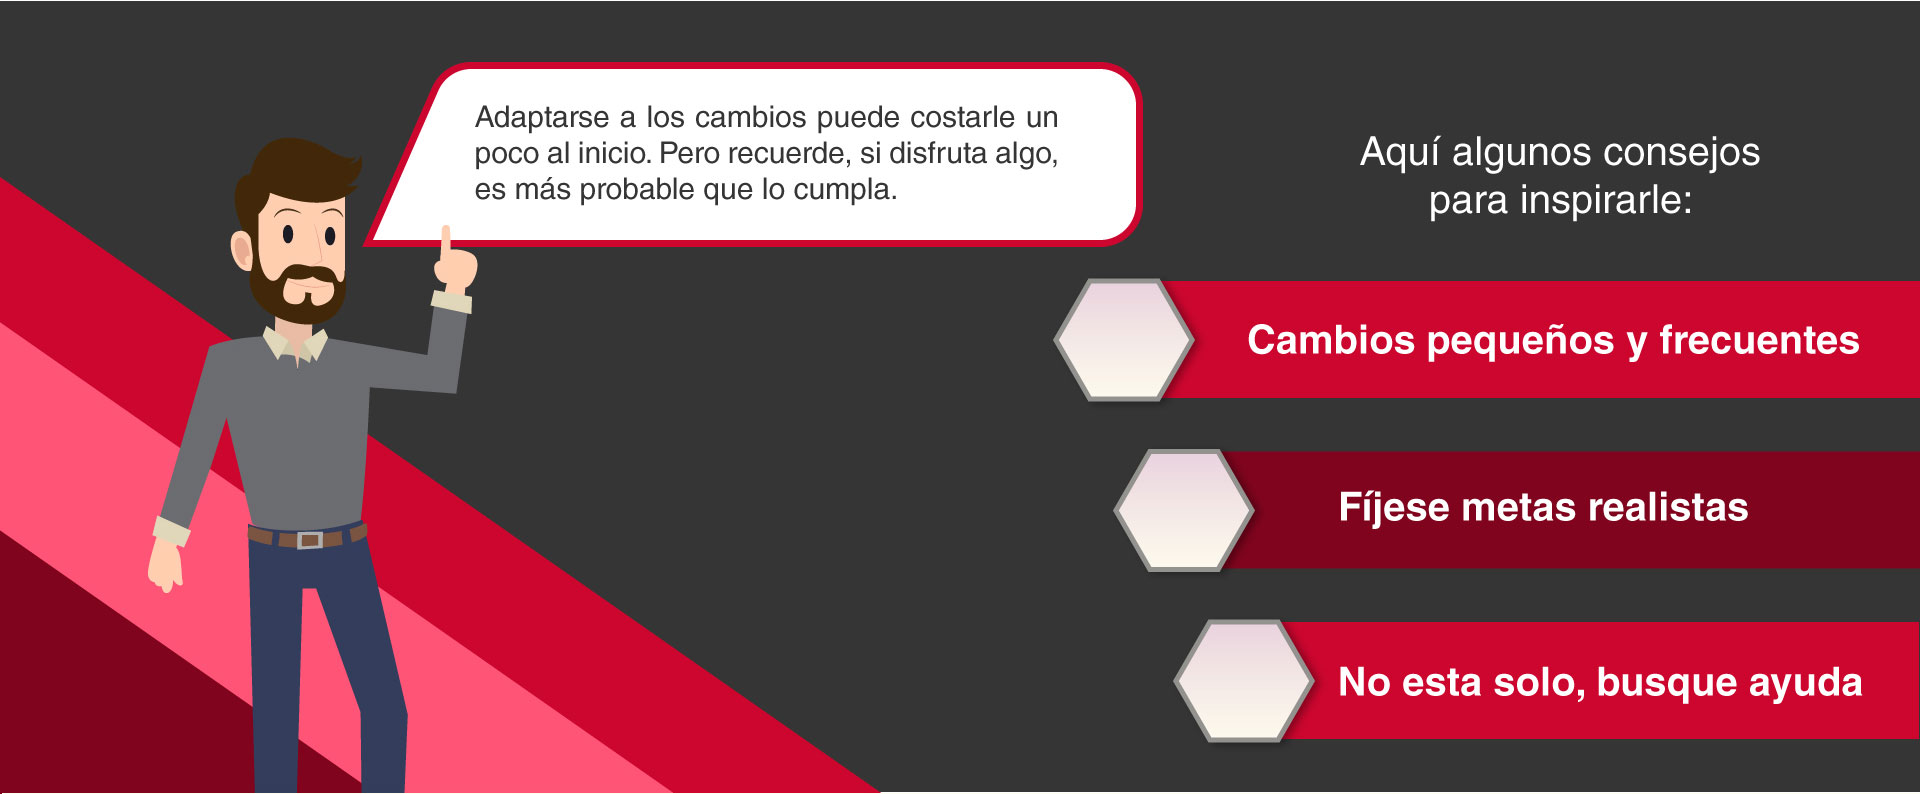 Adaptarse a los cambios puede costarle un
poco al inicio. Pero recuerde, si disfruta algo,
es más probable que lo cumpla.
Aquí algunos consejos
para inspirarle:
Cambios pequeños y frecuentes
Fíjese metas realistas
No esta solo, busque ayuda